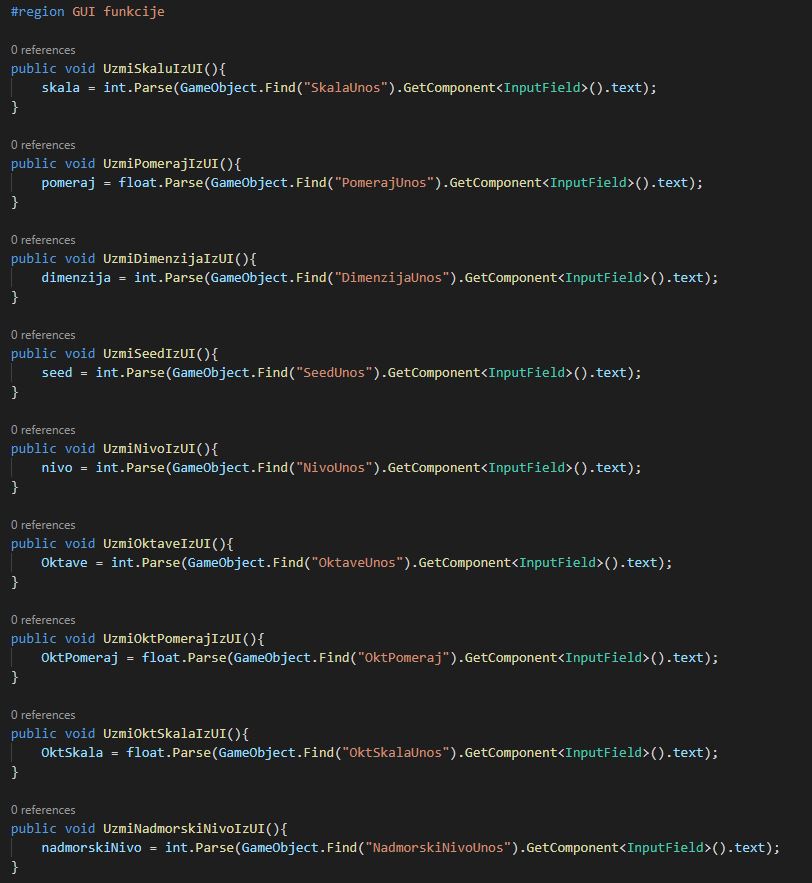 #region GUI funkcije
0 references
public void UzmiSkaluIzUI(){
skala = int.Parse(GameObject.Find("SkalaUnos").GetComponent<InputField>().text);
}
0 references
public void UzmiPomerajIzUI(){
pomeraj = float.Parse(GameObject.Find("PomerajUnos").GetComponent<InputField>().text);
}
0 references
public void UzmiDimenzijaIzUI(){
dimenzija = int.Parse(GameObject.Find("DimenzijaUnos").GetComponent<InputField>().text);
}
0 references
public void UzmiSeedIzUI(){
seed = int.Parse(GameObject.Find("SeedUnos").GetComponent<InputField>().text);
}
0 references
public void UzmiNivoIzUI(){
nivo = int.Parse(GameObject.Find("NivoUnos").GetComponent<InputField>().text);
}
0 references
public void UzmiOktaveIzUI(){
Oktave = int.Parse(GameObject.Find("OktaveUnos").GetComponent<InputField>().text);
}
0 references
public void UzmiOktPomerajIzUI(){
OktPomeraj = float.Parse(GameObject.Find("OktPomeraj").GetComponent<InputField>().text);
}
0 references
public void UzmiOktSkalaIzUI(){
OktSkala = float.Parse(GameObject.Find("OktSkalaUnos").GetComponent<InputField>().text);
}
0 references
public void UzmiNadmorskiNivoIzUI(){
nadmorskiNivo = int.Parse(GameObject.Find("NadmorskiNivoUnos").GetComponent<InputField>().text);
}